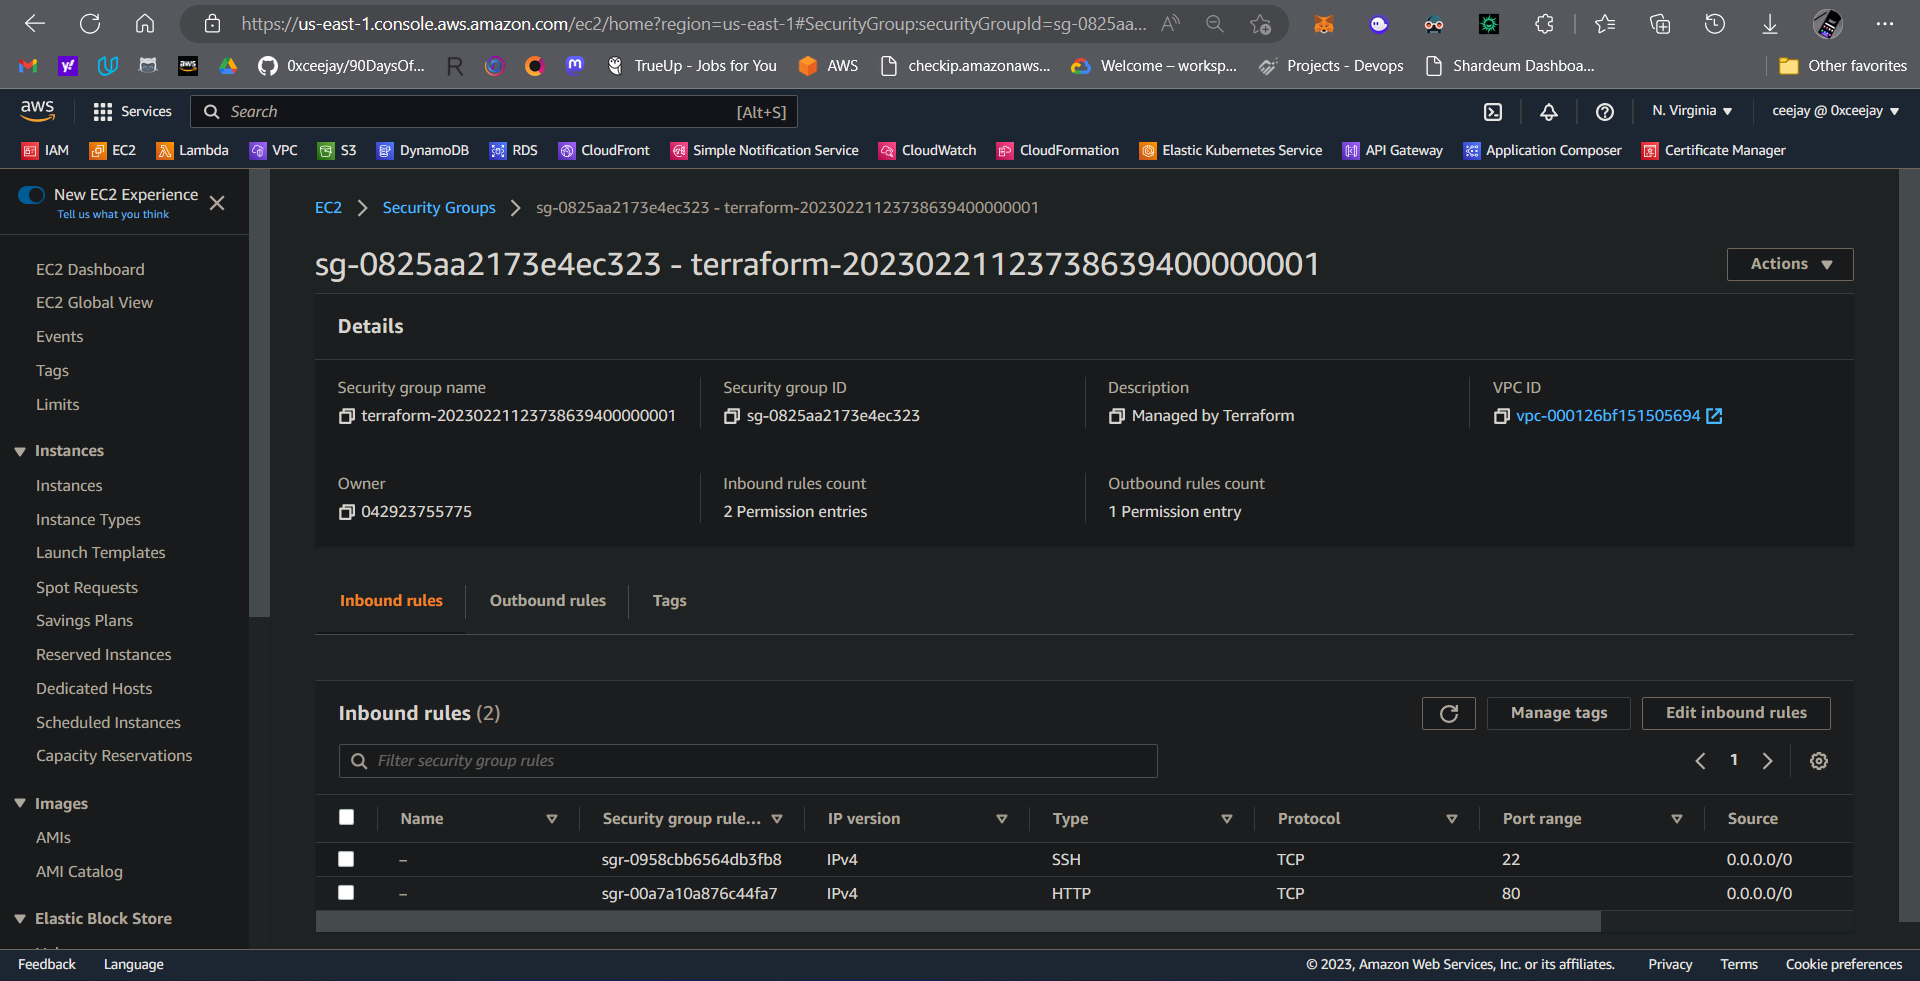 https://us-east-1.console.aws.amazon.com/ec2/home?region=us-east-1#SecurityGroup:securityGroupId=sg-0825aa...
0xceejay/90DaysOf...
R
TrueUp - Jobs for You
AWS
checkip.amazonaws...
Welcome – worksp...
Projects - Devops
Shardeum Dashboa...
Other favorites
aws
Services
Search
[Alt+S]
N. Virginia
ceejay @ 0xceejay
IAM
EC2
Lambda
VPC
S3
DynamoDB
RDS
CloudFront
Simple Notification Service
CloudWatch
CloudFormation
Elastic Kubernetes Service
API Gateway
Application Composer
Certificate Manager
New EC2 Experience
Tell us what you think
EC2 Dashboard
EC2 Global View
Events
Tags
Limits
Instances
Instances
Instance Types
Launch Templates
Spot Requests
Savings Plans
Reserved Instances
Dedicated Hosts
Scheduled Instances
Capacity Reservations
Images
AMIs
AMI Catalog
Elastic Block Store
EC2
Security Groups
sg-0825aa2173e4ec323 - terraform-20230221123738639400000001
sg-0825aa2173e4ec323 - terraform-20230221123738639400000001
Actions
Details
Security group name
terraform-20230221123738639400000001
Security group ID
sg-0825aa2173e4ec323
Description
Managed by Terraform
VPC ID
vpc-000126bf151505694
Owner
042923755775
Inbound rules count
2 Permission entries
Outbound rules count
1 Permission entry
Inbound rules
Outbound rules
Tags
Inbound rules (2)
Manage tags
Edit inbound rules
Filter security group rules
1
Name
Security group rule...
IP version
Type
Protocol
Port range
Source
– sgr-0958cbb6564db3fb8 IPv4 SSH TCP 22 0.0.0.0/0
– sgr-00a7a10a876c44fa7 IPv4 HTTP TCP 80 0.0.0.0/0
Feedback
Language
© 2023, Amazon Web Services, Inc. or its affiliates.
Privacy
Terms
Cookie preferences